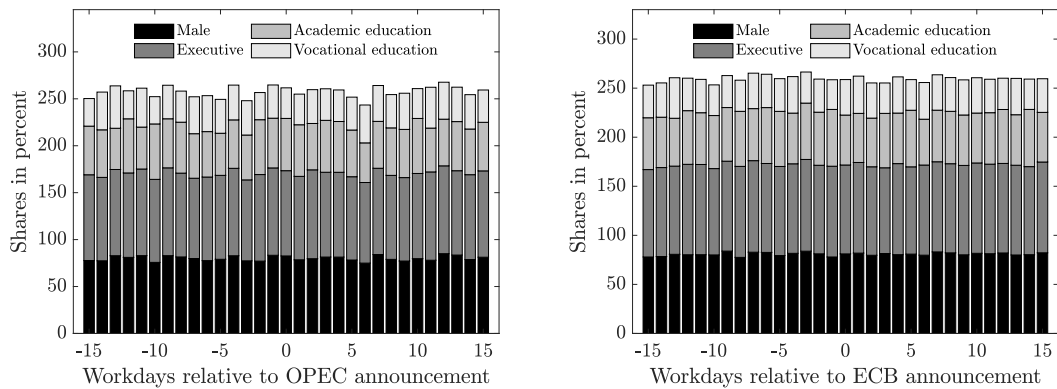 Male
Academic education
Executive
Vocational education
300
250
200
150
100
50
0
Shares in percent
-15 -10 -5 0 5 10 15
Workdays relative to OPEC announcement
Male
Academic education
Executive
Vocational education
300
250
200
150
100
50
0
Shares in percent
-15 -10 -5 0 5 10 15
Workdays relative to ECB announcement